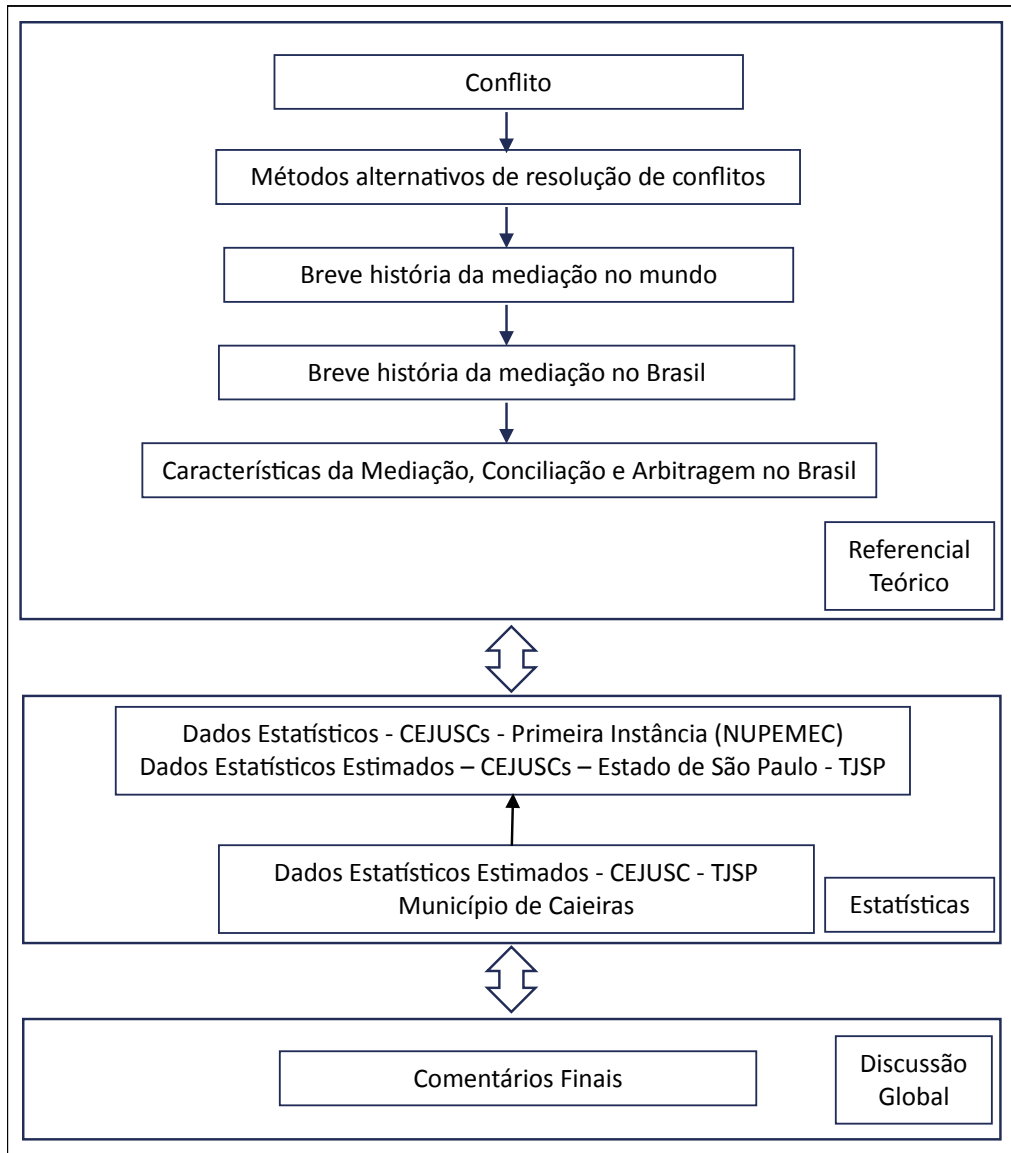 Conflito
Métodos alternativos de resolução de conflitos
Breve história da mediação no mundo
Breve história da mediação no Brasil
Característícas da Mediação, Conciliação e Arbitragem no Brasil
Referencial
Teórico
Dados Estatísticos - CEJUSCs - Primeira Instância (NUPEMEC)
Dados Estatísticos Estimados – CEJUSCs – Estado de São Paulo - TJSP
Dados Estatísticos Estimados - CEJUSC - TJSP
Município de Caieiras
Estatísticas
Comentários Finais
Discussão
Global